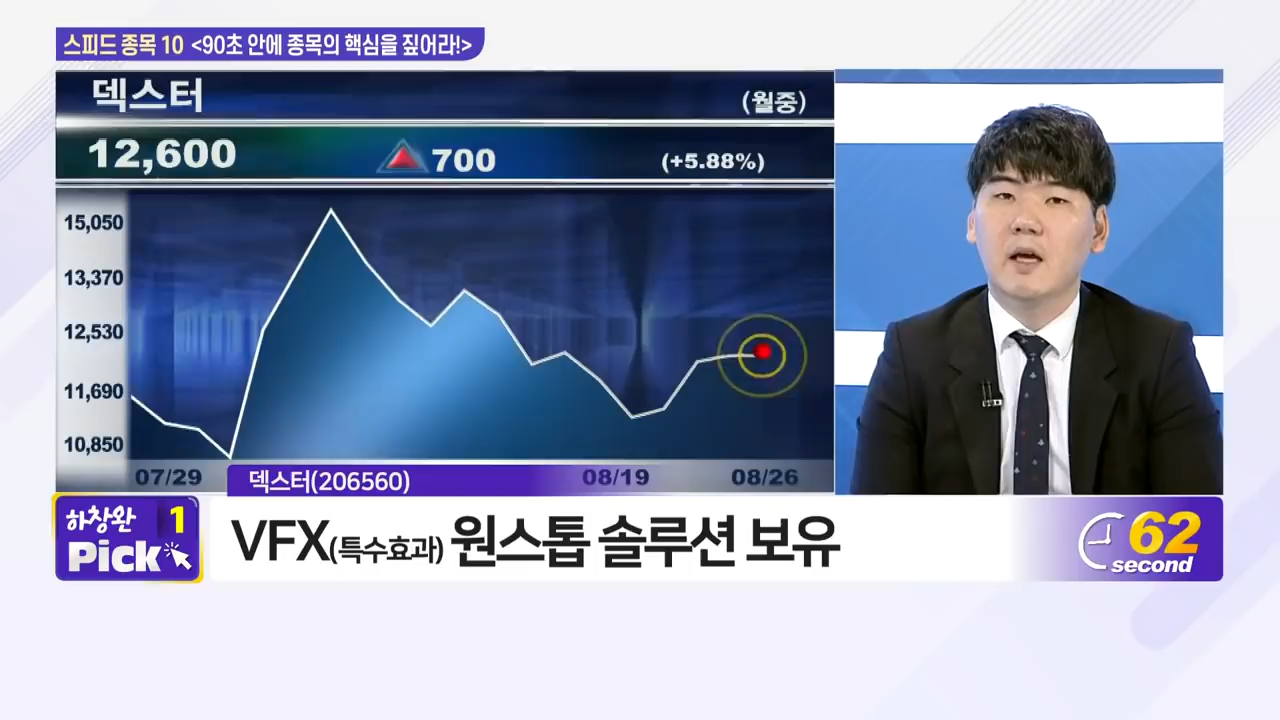 스피드 종목 10 <90초 안에 종목의 핵심을 짚어라!>
덱스터
(월중)
12,600 ▲ 700 (+5.88%)
15,050
13,370
12,530
11,690
10,850
07/29 08/19 08/26
덱스터(206560)
하창완 1
Pick
VFX(특수효과) 원스톱 솔루션 보유
62
second